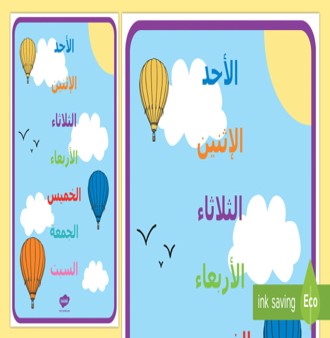 الأحد
الإثنين
الثلاثاء
الأربعاء
الخميس
الجمعة
السبت
الأحد
الإثنين
الثلاثاء
الأربعاء
ink saving
Eco